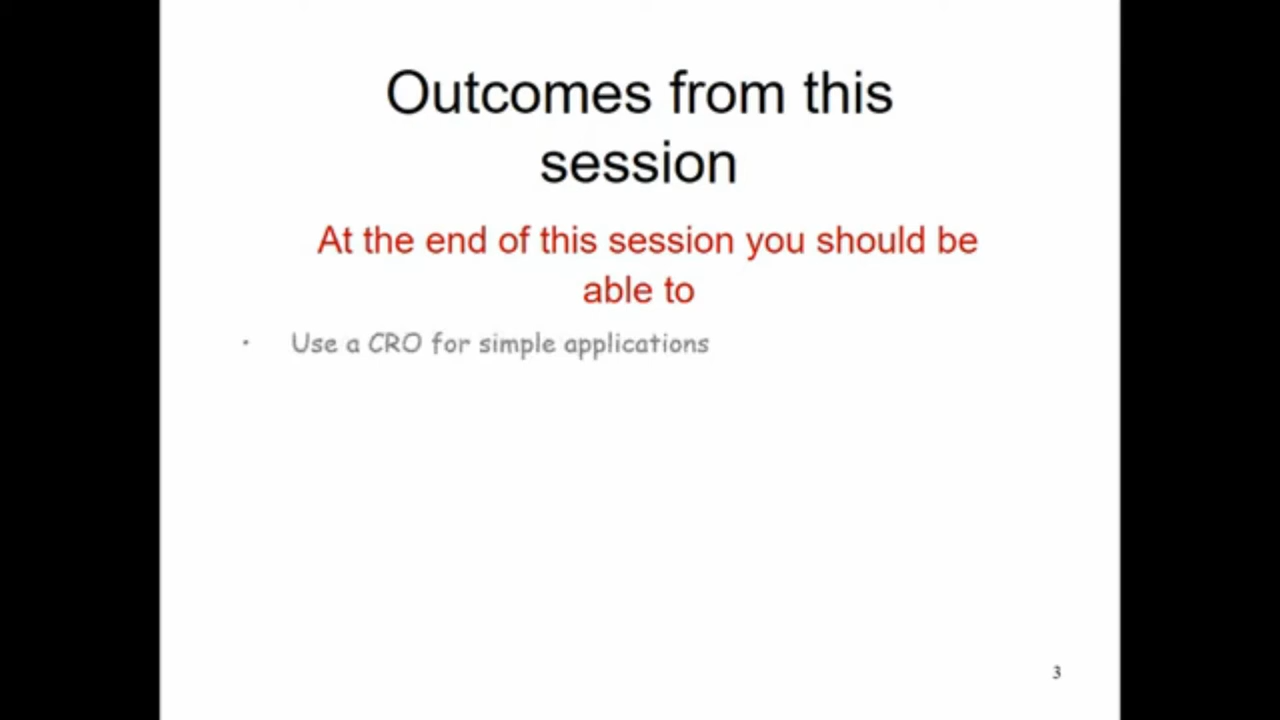 Outcomes from this
session
At the end of this session you should be
able to
• Use a CRO for simple applications
3